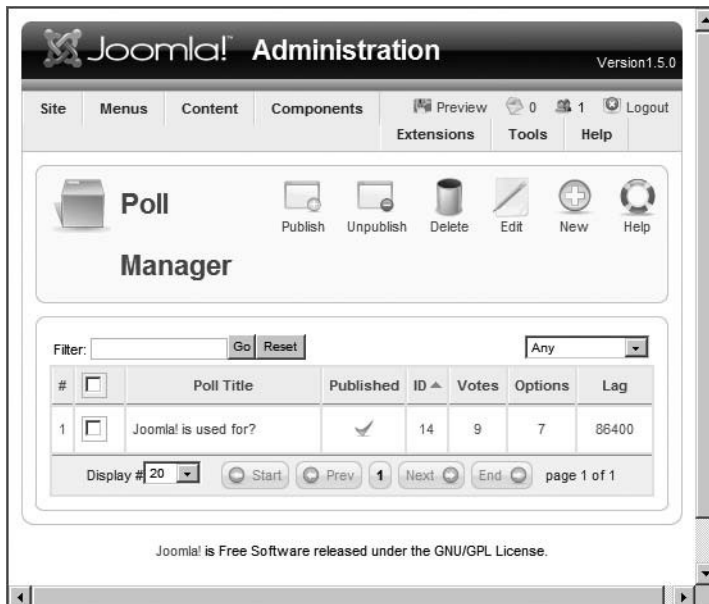 Joomla! Administration
Version1.5.0
Site Menus Content Components Preview 0 1 Logout
Extensions Tools Help
Poll
Manager
Publish Unpublish Delete Edit New Help
Filter: Go Reset Any
# Poll Title Published ID Votes Options Lag
1 Joomla! is used for? 14 9 7 86400
Display # 20 Start Prev 1 Next End page 1 of 1
Joomla! is Free Software released under the GNU/GPL License.